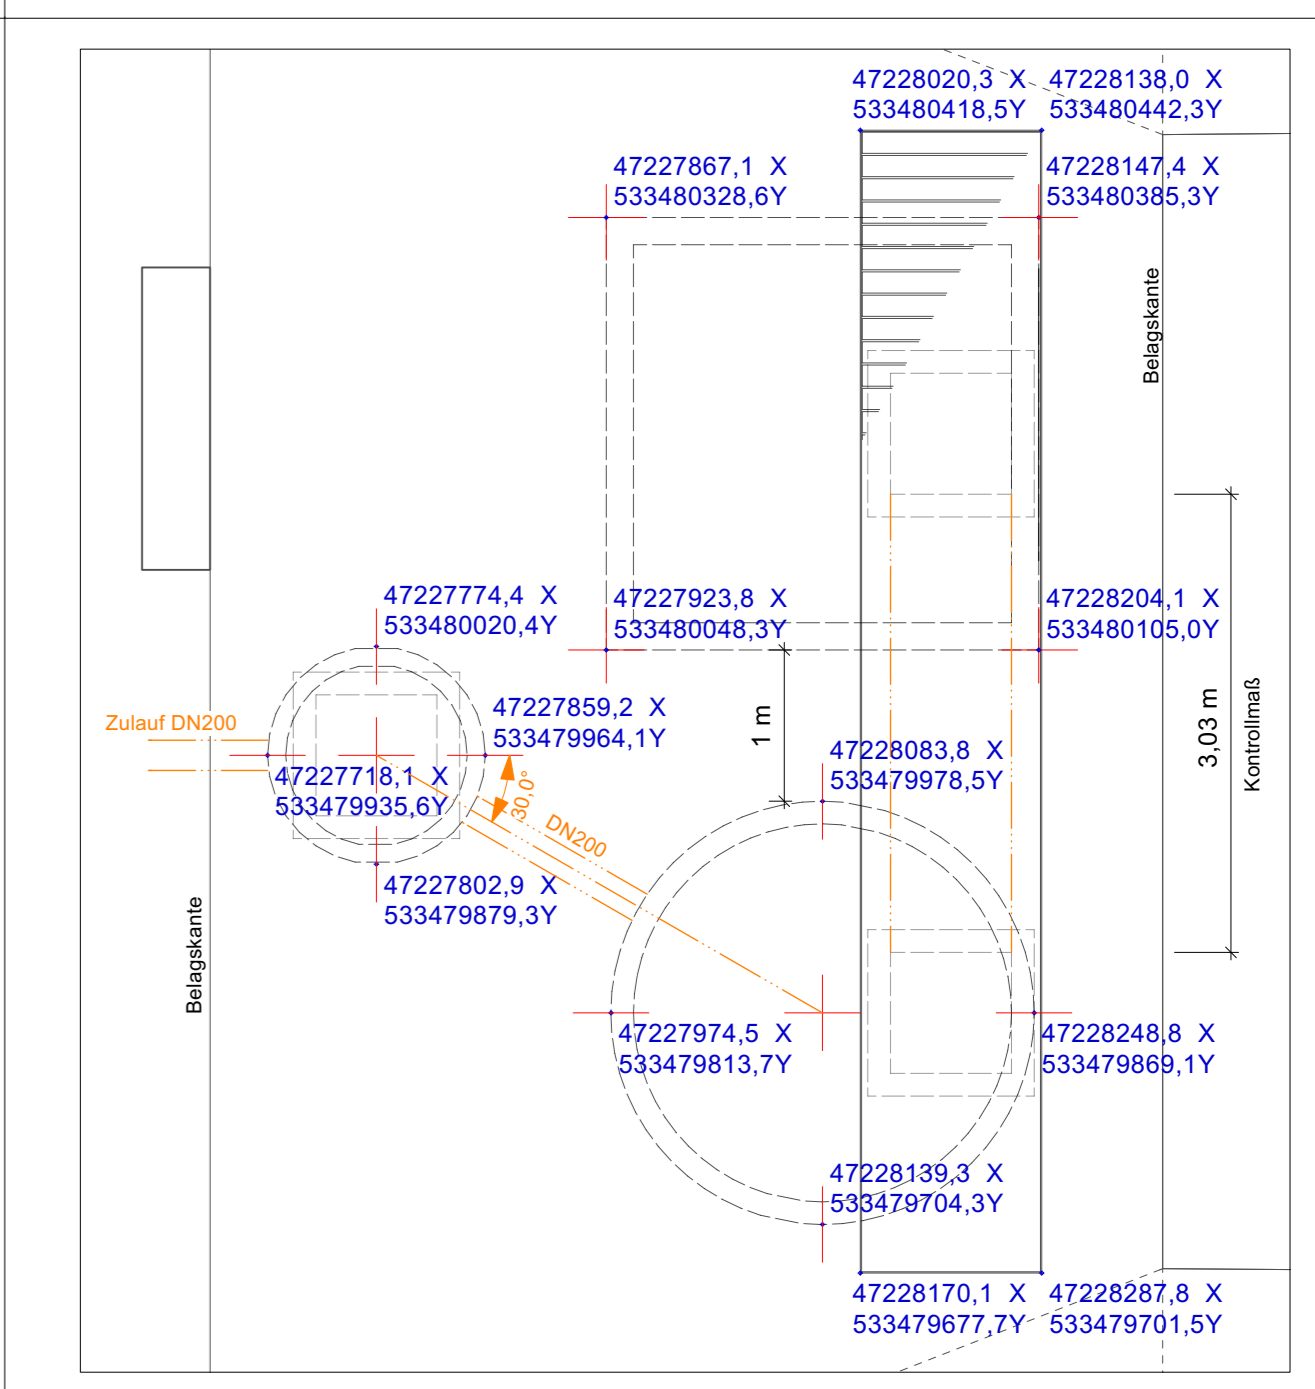 47228020,3 X
533480418,5Y
47228138,0 X
533480442,3Y
47227867,1 X
533480328,6Y
47228147,4 X
533480385,3Y
Belagskante
47227774,4 X
533480020,4Y
47227923,8 X
533480048,3Y
47228204,1 X
533480105,0Y
Zulauf DN200
47227859,2 X
533479964,1Y
1 m
3,03 m
Kontrollmaß
47227718,1 X
533479935,6Y
30,0°
DN200
47228083,8 X
533479978,5Y
47227802,9 X
533479879,3Y
Belagskante
47227974,5 X
533479813,7Y
47228248,8 X
533479869,1Y
47228139,3 X
533479704,3Y
47228170,1 X
533479677,7Y
47228287,8 X
533479701,5Y